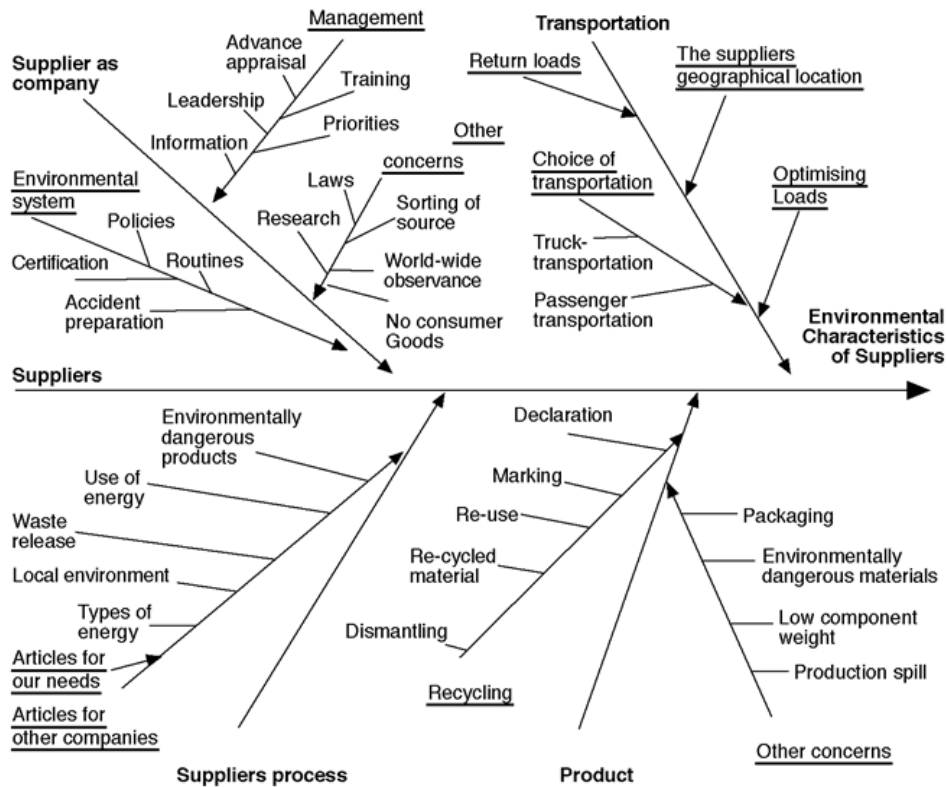 Supplier as
company
Management
Advance
appraisal
Leadership
Information
Training
Priorities
Environmental
system
Policies
Certification
Routines
Accident
preparation
Other
concerns
Laws
Research
Sorting of
source
World-wide
observance
No consumer
Goods
Transportation
Return loads
The suppliers
geographical location
Choice of
transportation
Truck-
transportation
Passenger
transportation
Optimising
Loads
Environmental
Characteristics
of Suppliers
Suppliers
Environmentally
dangerous
products
Use of
energy
Waste
release
Local environment
Types of
energy
Articles for
our needs
Articles for
other companies
Suppliers process
Declaration
Marking
Re-use
Re-cycled
material
Dismantling
Recycling
Product
Packaging
Environmentally
dangerous materials
Low component
weight
Production spill
Other concerns